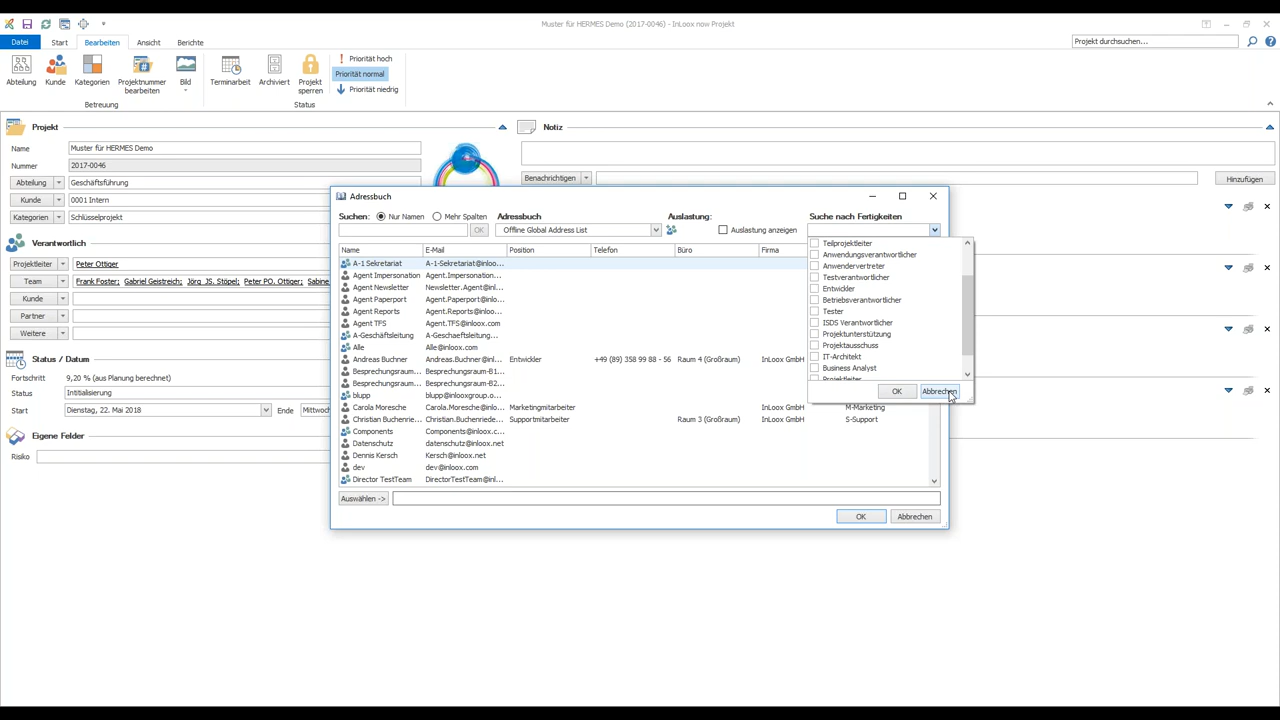 Muster für HERMES Demo (2017-0046) - InLoox now Projekt
Datei Start Bearbeiten Ansicht Berichte
Projekt durchsuchen...
Abteilung Kunde Kategorien Projektnummer bearbeiten Bild Terminarbeit Archiviert Projekt sperren
Priorität hoch
Priorität normal
Priorität niedrig
Betreuung Status
Projekt
Notiz
Name Muster für HERMES Demo
Nummer 2017-0046
Abteilung Geschäftsführung
Benachrichtigen Hinzufügen
Kunde 0001 Intern
Kategorien Schlüsselprojekt
Verantwortlich
Projektleiter Peter Ottiger
Team Frank Foster; Gabriel Geistreich; Jörg JS. Stöpel; Peter PO. Ottiger; Sabine
Kunde
Partner
Weitere
Status / Datum
Fortschritt 9,20 % (aus Planung berechnet)
Status Intitialisierung
Start Dienstag, 22. Mai 2018 Ende Mittwoch
Eigene Felder
Risiko
Adressbuch
Suchen: Nur Namen Mehr Spalten Adressbuch Auslastung: Suche nach Fertigkeiten
OK Offline Global Address List Auslastung anzeigen
Name E-Mail Position Telefon Büro Firma
A-1 Sekretariat A-1-Sekretariat@inloo...
Agent Impersonation Agent.Impersonation...
Agent Newsletter Newsletter.Agent@inl...
Agent Paperport Agent.Paperport@inlo...
Agent Reports Agent.Reports@inloo...
Agent TFS Agent.TFS@inloox.com
A-Geschäftsleitung A-Geschaeftsleitung...
Alle Alle@inloox.com
Andreas Buchner Andreas.Buchner@inl... Entwickler +49 (89) 358 99 88 - 56 Raum 4 (Großraum) InLoox GmbH
Besprechungsraum... Besprechungsraum-B1...
Besprechungsraum... Besprechungsraum-B2...
blupp blupp@inlooxgroup.o...
Carola Moresche Carola.Moresche@inlo... Marketingmitarbeiter InLoox GmbH M-Marketing
Christian Buchenrieder... Christian.Buchenriede... Supportmitarbeiter Raum 3 (Großraum) InLoox GmbH S-Support
Components Components@inloox.c...
Datenschutz datenschutz@inloox.net
Dennis Kersch Kersch@inloox.net
dev dev@inloox.com
Director TestTeam DirectorTestTeam@inl...
Teilprojektleiter
Anwendungsverantwortlicher
Anwendervertreter
Testverantwortlicher
Entwickler
Betriebsverantwortlicher
Tester
ISDS Verantwortlicher
Projektunterstützung
Projektausschuss
IT-Architekt
Business Analyst
Projektleiter
OK Abbrechen
Auswählen ->
OK Abbrechen